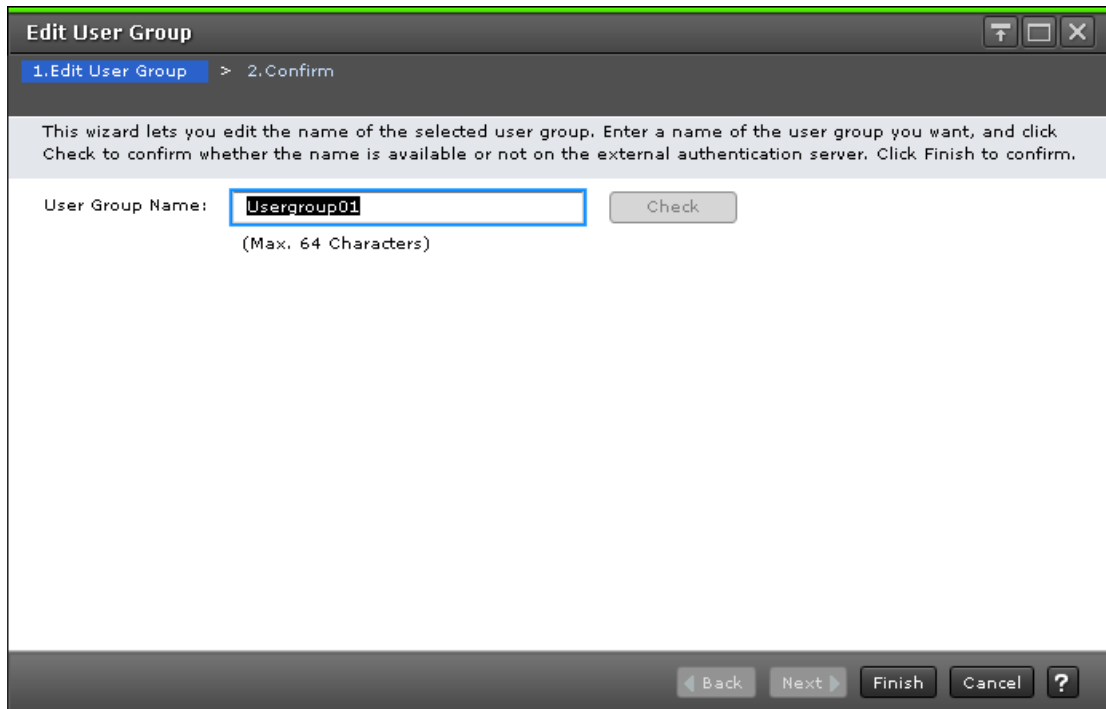 Edit User Group
1.Edit User Group > 2.Confirm
This wizard lets you edit the name of the selected user group. Enter a name of the user group you want, and click
Check to confirm whether the name is available or not on the external authentication server. Click Finish to confirm.
User Group Name: Usergroup01 Check
(Max. 64 Characters)
Back Next Finish Cancel ?